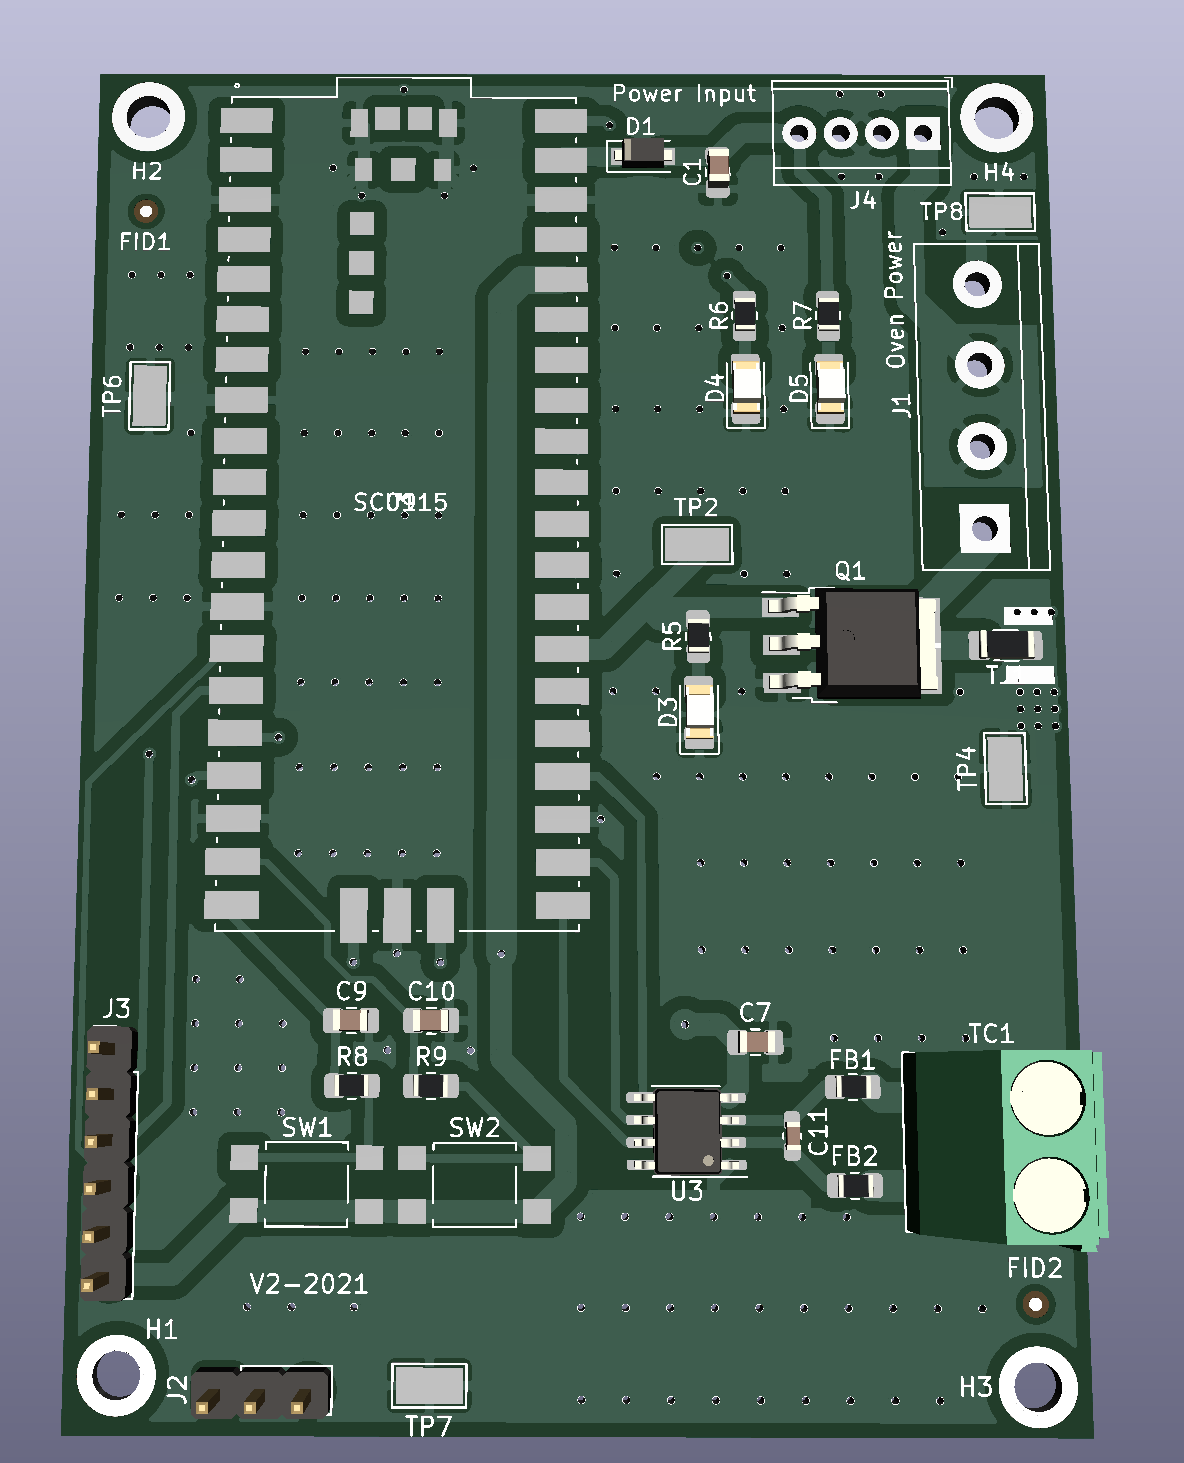 Power Input
D1
H2
C1
H4
J4
TP8
FID1
Oven Power
R6
R7
D4
D5
J1
TP6
TP2
Q1
R5
D3
TP4
J3
C9
C10
C7
TC1
R8
R9
FB1
C11
SW1
SW2
FB2
U3
FID2
V2-2021
H1
J2
H3
TP7